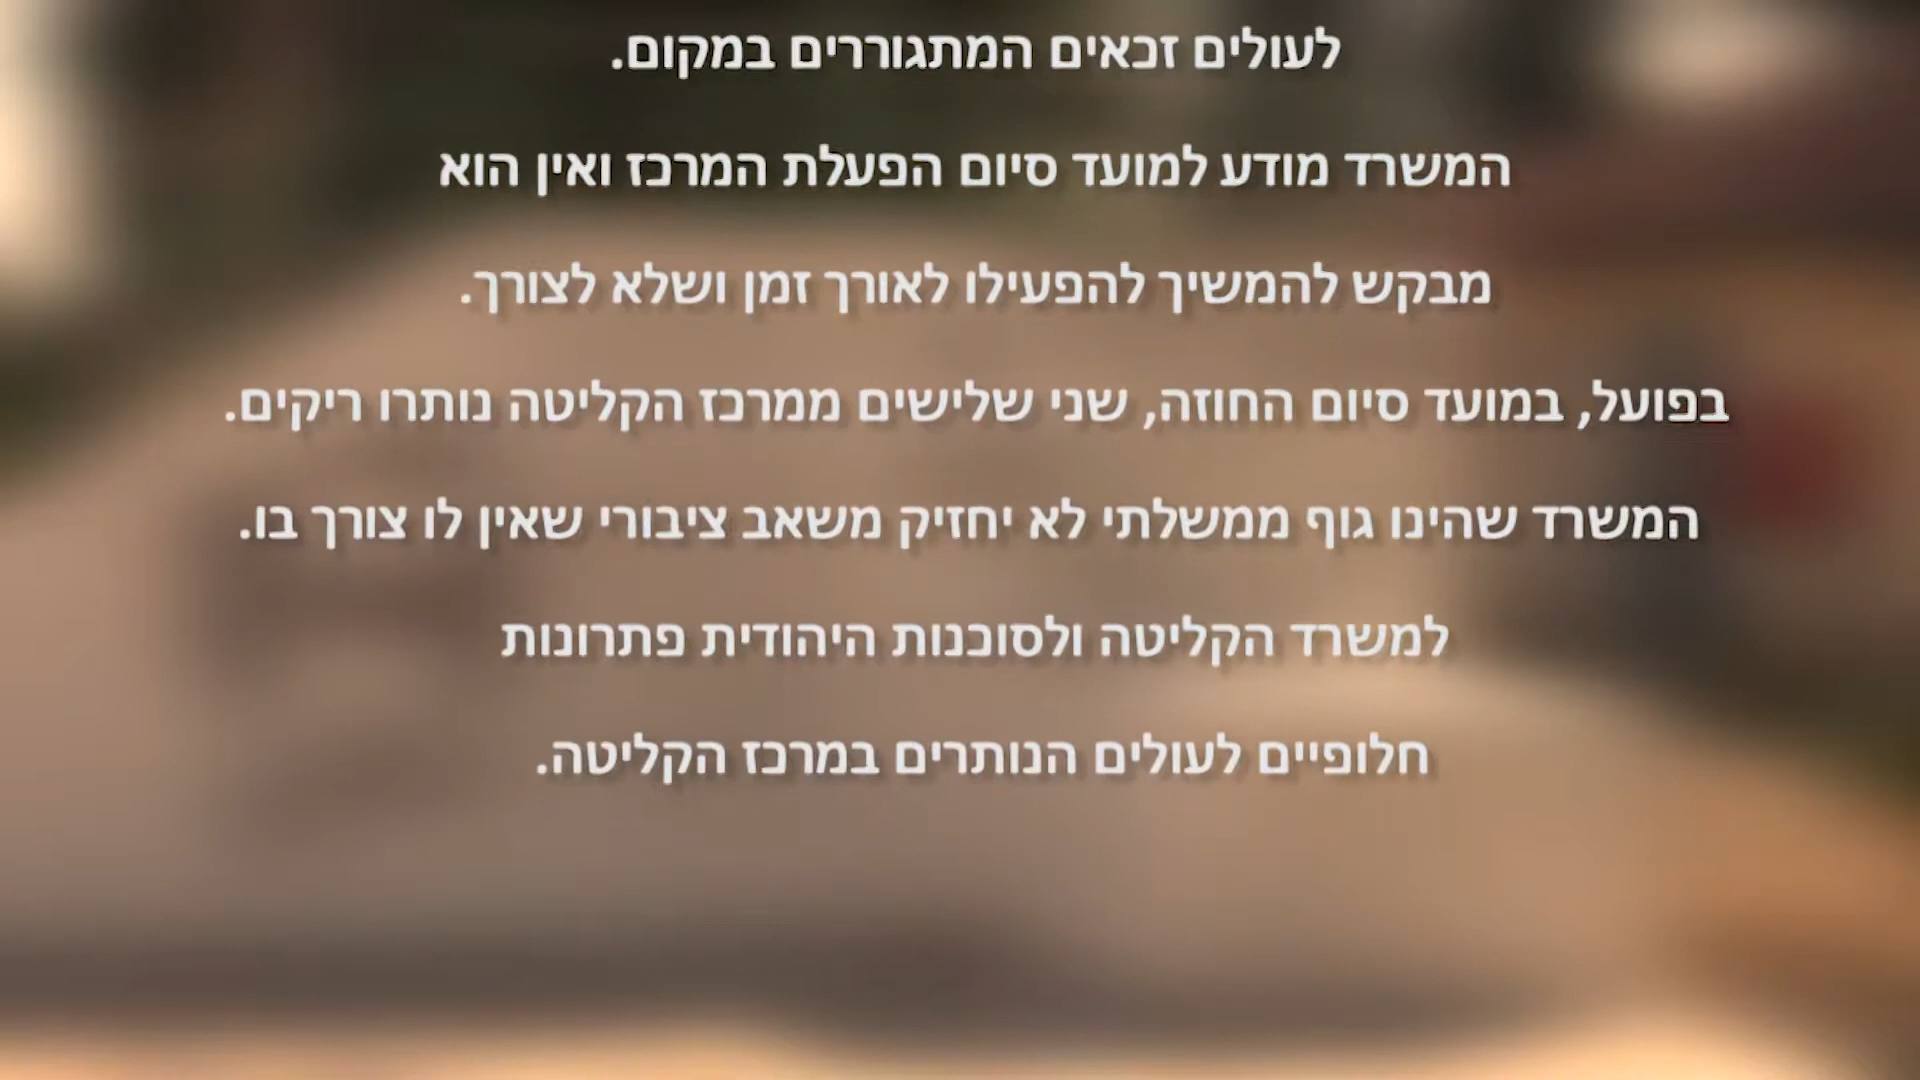 לעולים זכאים המתגוררים במקום.
המשרד מודע למועד סיום הפעלת המרכז ואין הוא
מבקש להמשיך להפעילו לאורך זמן ושלא לצורך.
בפועל, במועד סיום החוזה, שני שלישים ממרכז הקליטה נותרו ריקים.
המשרד שהינו גוף ממשלתי לא יחזיק משאב ציבורי שאין לו צורך בו.
למשרד הקליטה ולסוכנות היהודית פתרונות
חלופיים לעולים הנותרים במרכז הקליטה.